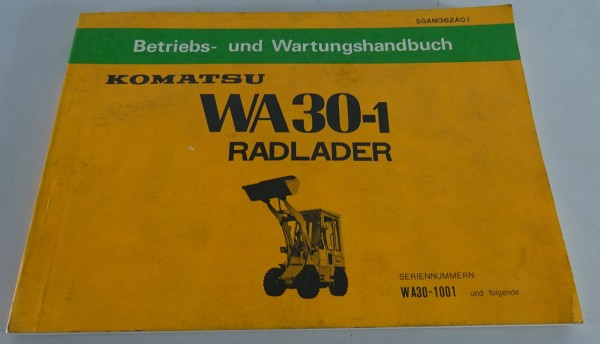 SGAM362A01
Betriebs- und Wartungshandbuch
KOMATSU
WA30-1
RADLADER
SERIENNUMMERN
WA30-1001 und folgende